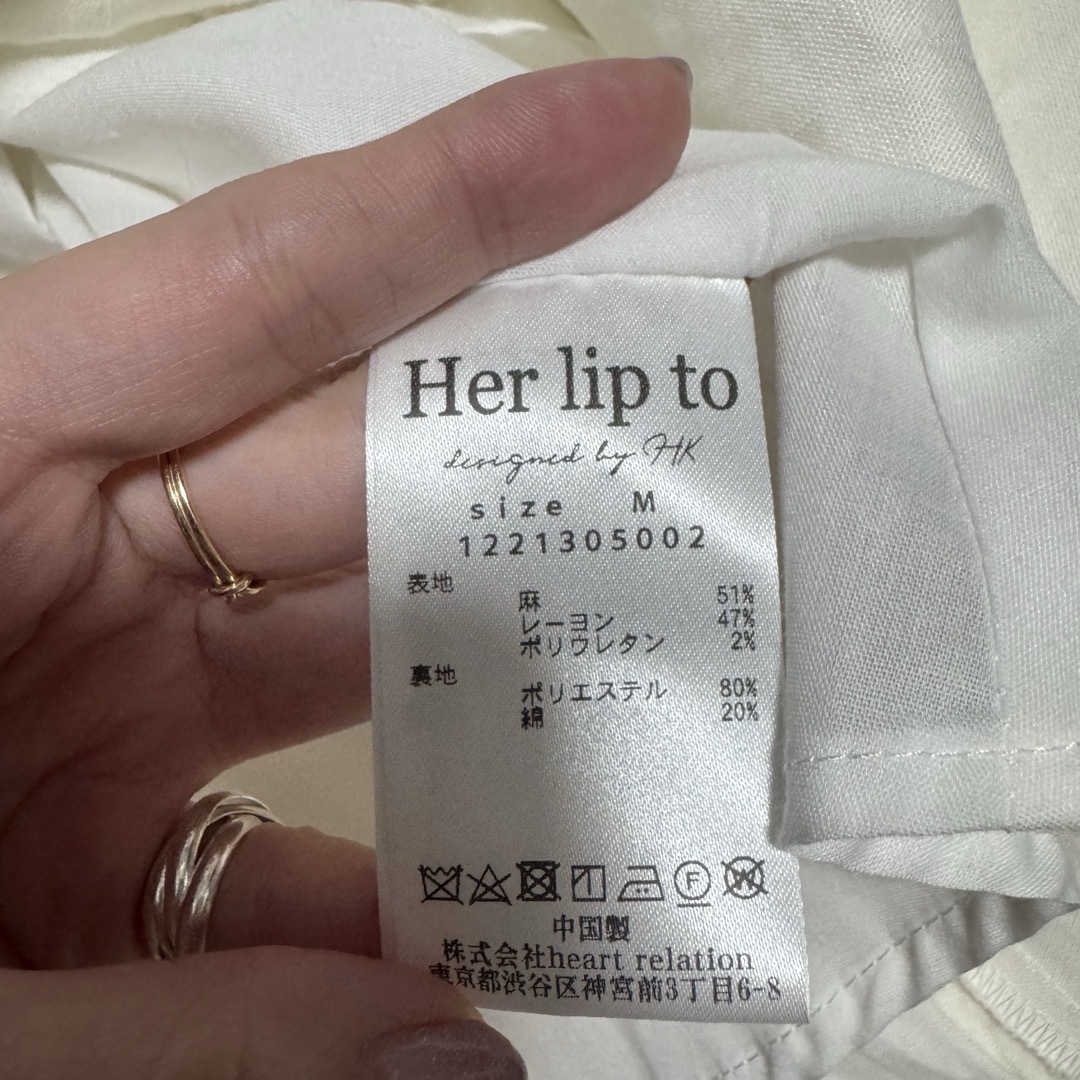 Her lip to
designed by HK
size M
1221305002
表地
麻 51%
レーヨン 47%
ポリウレタン 2%
裏地
ポリエステル 80%
綿 20%
F
W
中国製
株式会社heart relation
東京都渋谷区神宮前3丁目6-8